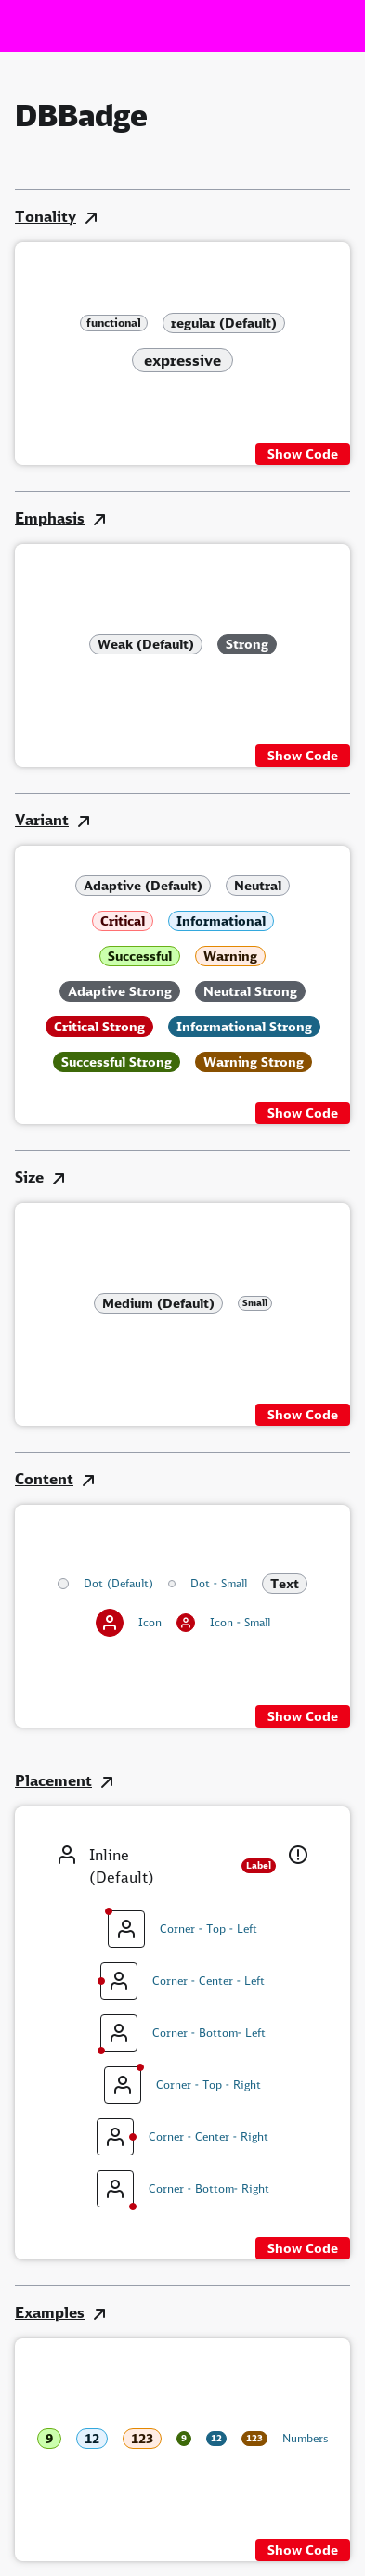 DBBadge
Tonality
functional regular (Default)
expressive
Show Code
Emphasis
Weak (Default) Strong
Show Code
Variant
Adaptive (Default) Neutral
Critical Informational
Successful Warning
Adaptive Strong Neutral Strong
Critical Strong Informational Strong
Successful Strong Warning Strong
Show Code
Size
Medium (Default) Small
Show Code
Content
Dot (Default) Dot - Small Text
Icon Icon - Small
Show Code
Placement
Inline
(Default) Label
Corner - Top - Left
Corner - Center - Left
Corner - Bottom- Left
Corner - Top - Right
Corner - Center - Right
Corner - Bottom- Right
Show Code
Examples
9 12 123 9 12 123 Numbers
Show Code